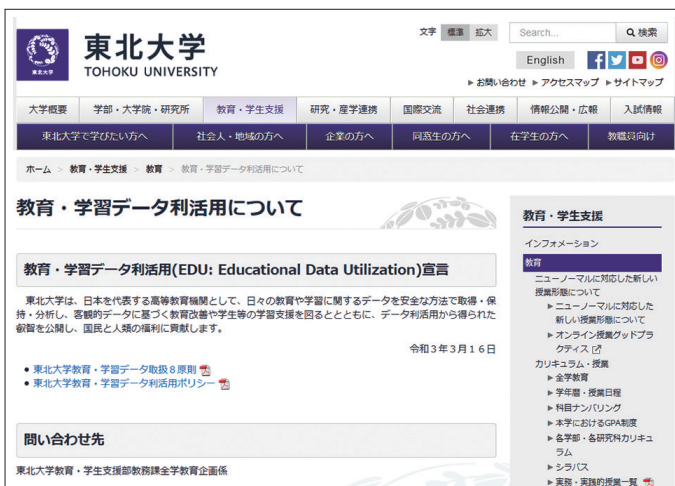 文字 標準 拡大 Search... 検索
東北大学
TOHOKU UNIVERSITY
東北大学
English
お問い合わせ ▶ アクセスマップ ▶ サイトマップ
大学概要 学部・大学院・研究所 教育・学生支援 研究・産学連携 国際交流 社会連携 情報公開・広報 入試情報
東北大学で学びたい方へ 社会人・地域の方へ 企業の方へ 同窓生の方へ 在学生の方へ 教職員向け
ホーム > 教育・学生支援 > 教育 > 教育・学習データ利活用について
教育・学習データ利活用について
教育・学習データ利活用(EDU: Educational Data Utilization)宣言
東北大学は、日本を代表する高等教育機関として、日々の教育や学習に関するデータを安全な方法で取得・保
持・分析し、客観的データに基づく教育改善や学生等の学習支援を図るととともに、データ利活用から得られた
叡智を公開し、国民と人類の福利に貢献します。
令和3年3月16日
• 東北大学教育・学習データ取扱8原則
• 東北大学教育・学習データ利活用ポリシー
問い合わせ先
東北大学教育・学生支援部教務課全学教育企画係
教育・学生支援
インフォメーション
教育
ニューノーマルに対応した新しい
授業形態について
▶ ニューノーマルに対応した
新しい授業形態について
▶ オンライン授業グッドプラ
クティス
カリキュラム・授業
▶ 全学教育
▶ 学年暦・授業日程
▶ 科目ナンバリング
▶ 本学におけるGPA制度
▶ 各学部・各研究科カリキュ
ラム
▶ シラバス
▶ 実務・実践的授業一覧